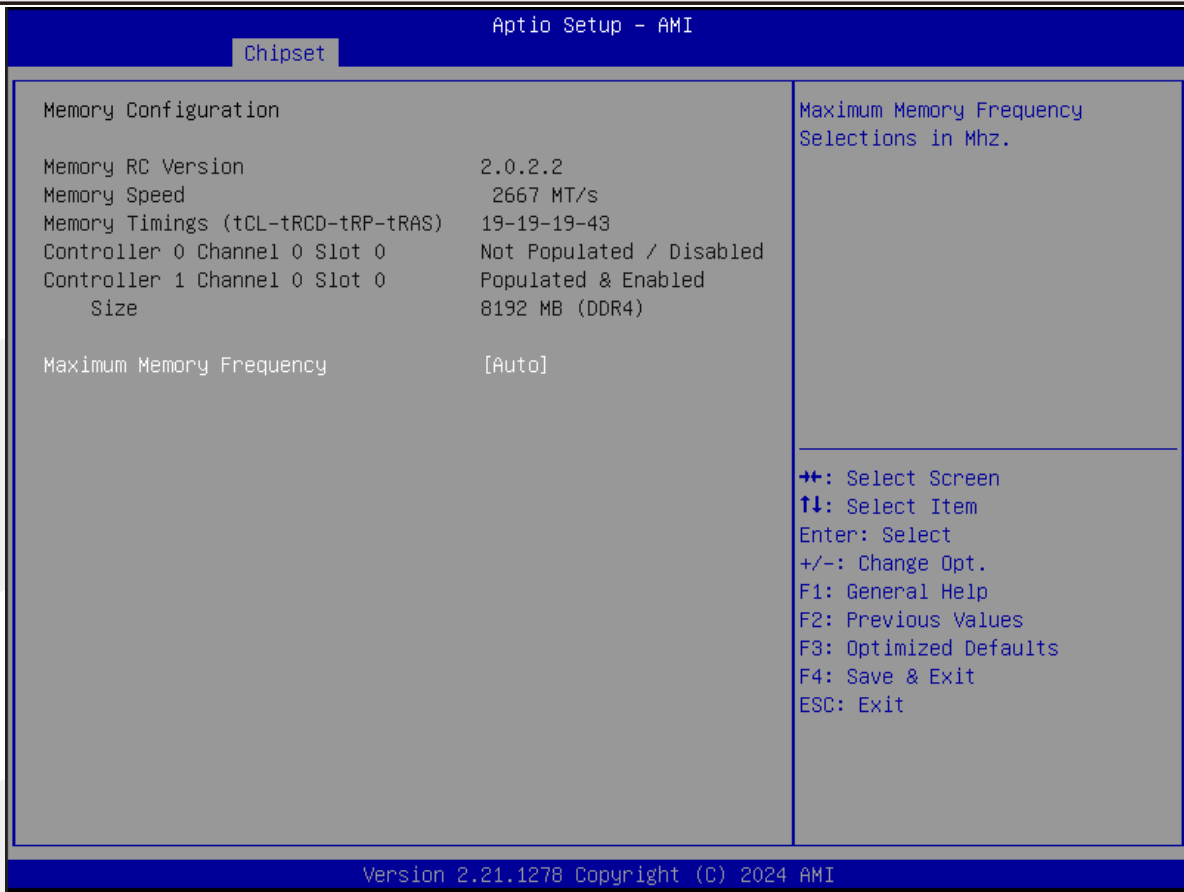 Aptio Setup – AMI
Chipset
Memory Configuration
Memory RC Version 2.0.2.2
Memory Speed 2667 MT/s
Memory Timings (tCL-tRCD-tRP-tRAS) 19-19-19-43
Controller 0 Channel 0 Slot 0 Not Populated / Disabled
Controller 1 Channel 0 Slot 0 Populated & Enabled
Size 8192 MB (DDR4)
Maximum Memory Frequency [Auto]
Maximum Memory Frequency
Selections in Mhz.
→←: Select Screen
↑↓: Select Item
Enter: Select
+/-: Change Opt.
F1: General Help
F2: Previous Values
F3: Optimized Defaults
F4: Save & Exit
ESC: Exit
Version 2.21.1278 Copyright (C) 2024 AMI